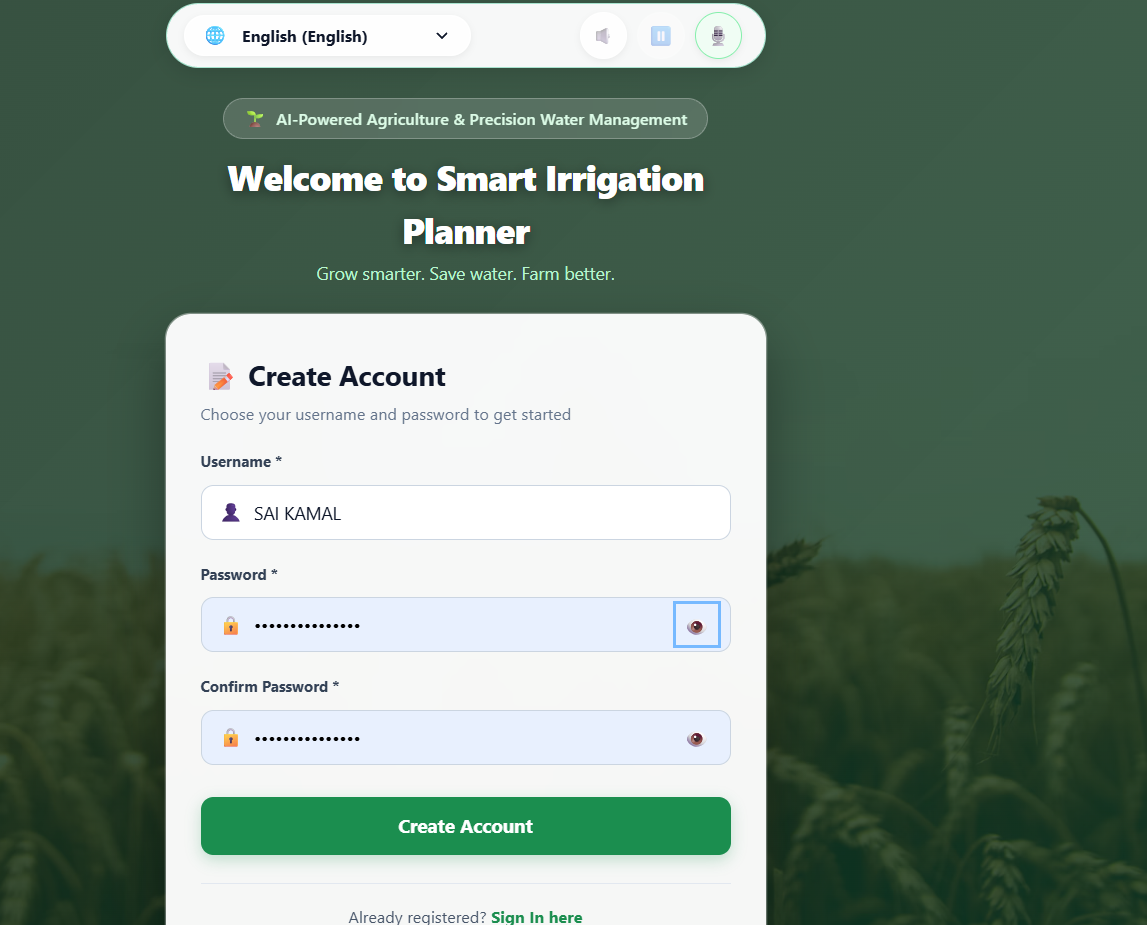 English (English)
AI-Powered Agriculture & Precision Water Management
Welcome to Smart Irrigation
Planner
Grow smarter. Save water. Farm better.
Create Account
Choose your username and password to get started
Username *
SAI KAMAL
Password *
•••••••••••••••
Confirm Password *
•••••••••••••••
Create Account
Already registered? Sign In here